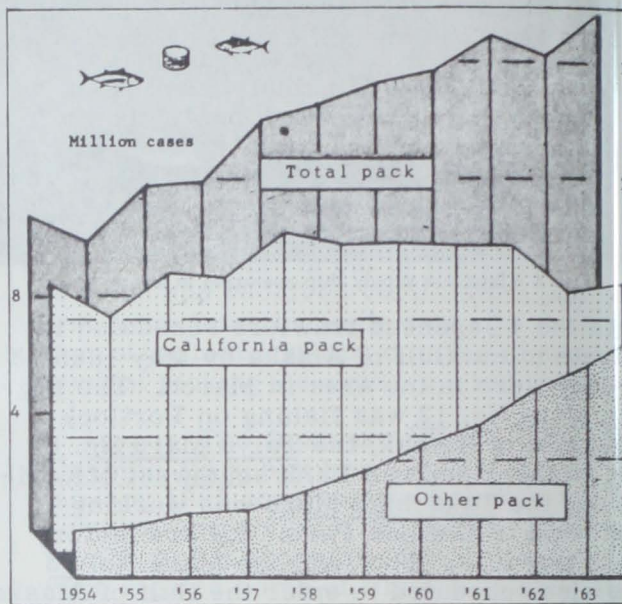 Million cases
Total pack
8
California pack
4
Other pack
1954 '55 '56 '57 '58 '59 '60 '61 '62 '63